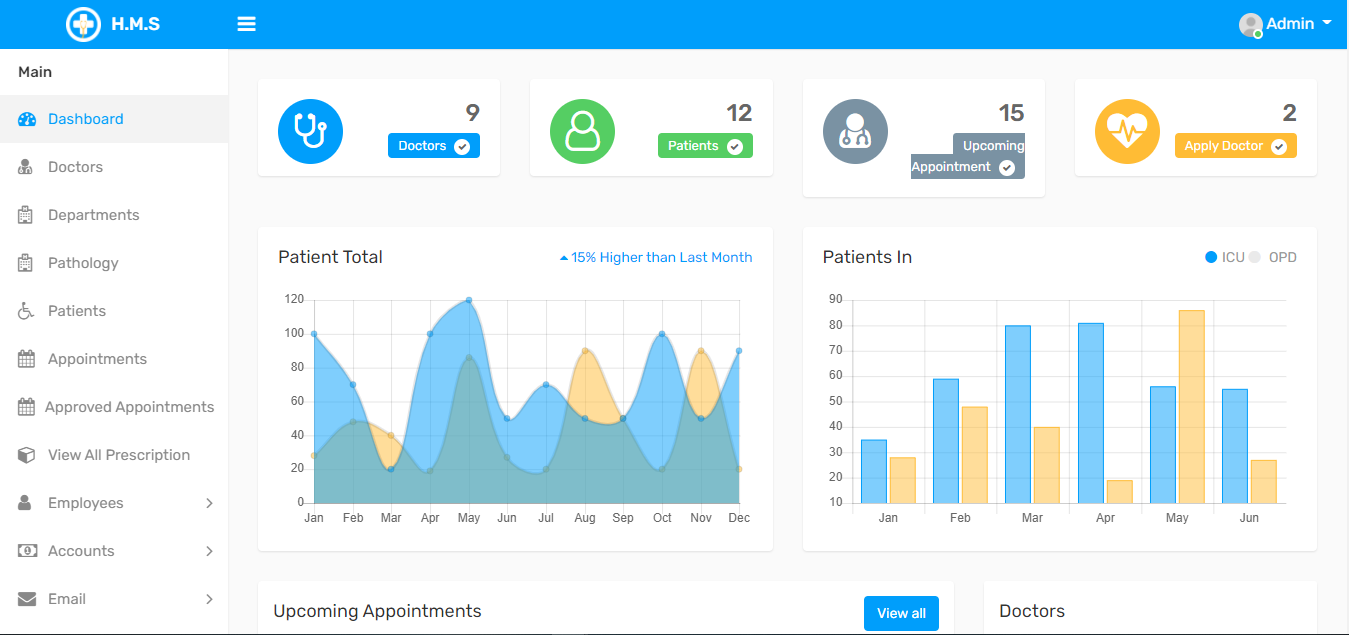 H.M.S
Admin
Main
Dashboard
Doctors
Departments
Pathology
Patients
Appointments
Approved Appointments
View All Prescription
Employees
Accounts
Email
9
Doctors
12
Patients
15
Upcoming
Appointment
2
Apply Doctor
Patient Total
15% Higher than Last Month
120
100
80
60
40
20
0
Jan Feb Mar Apr May Jun Jul Aug Sep Oct Nov Dec
Patients In
ICU OPD
90
80
70
60
50
40
30
20
10
Jan Feb Mar Apr May Jun
Upcoming Appointments
View all
Doctors